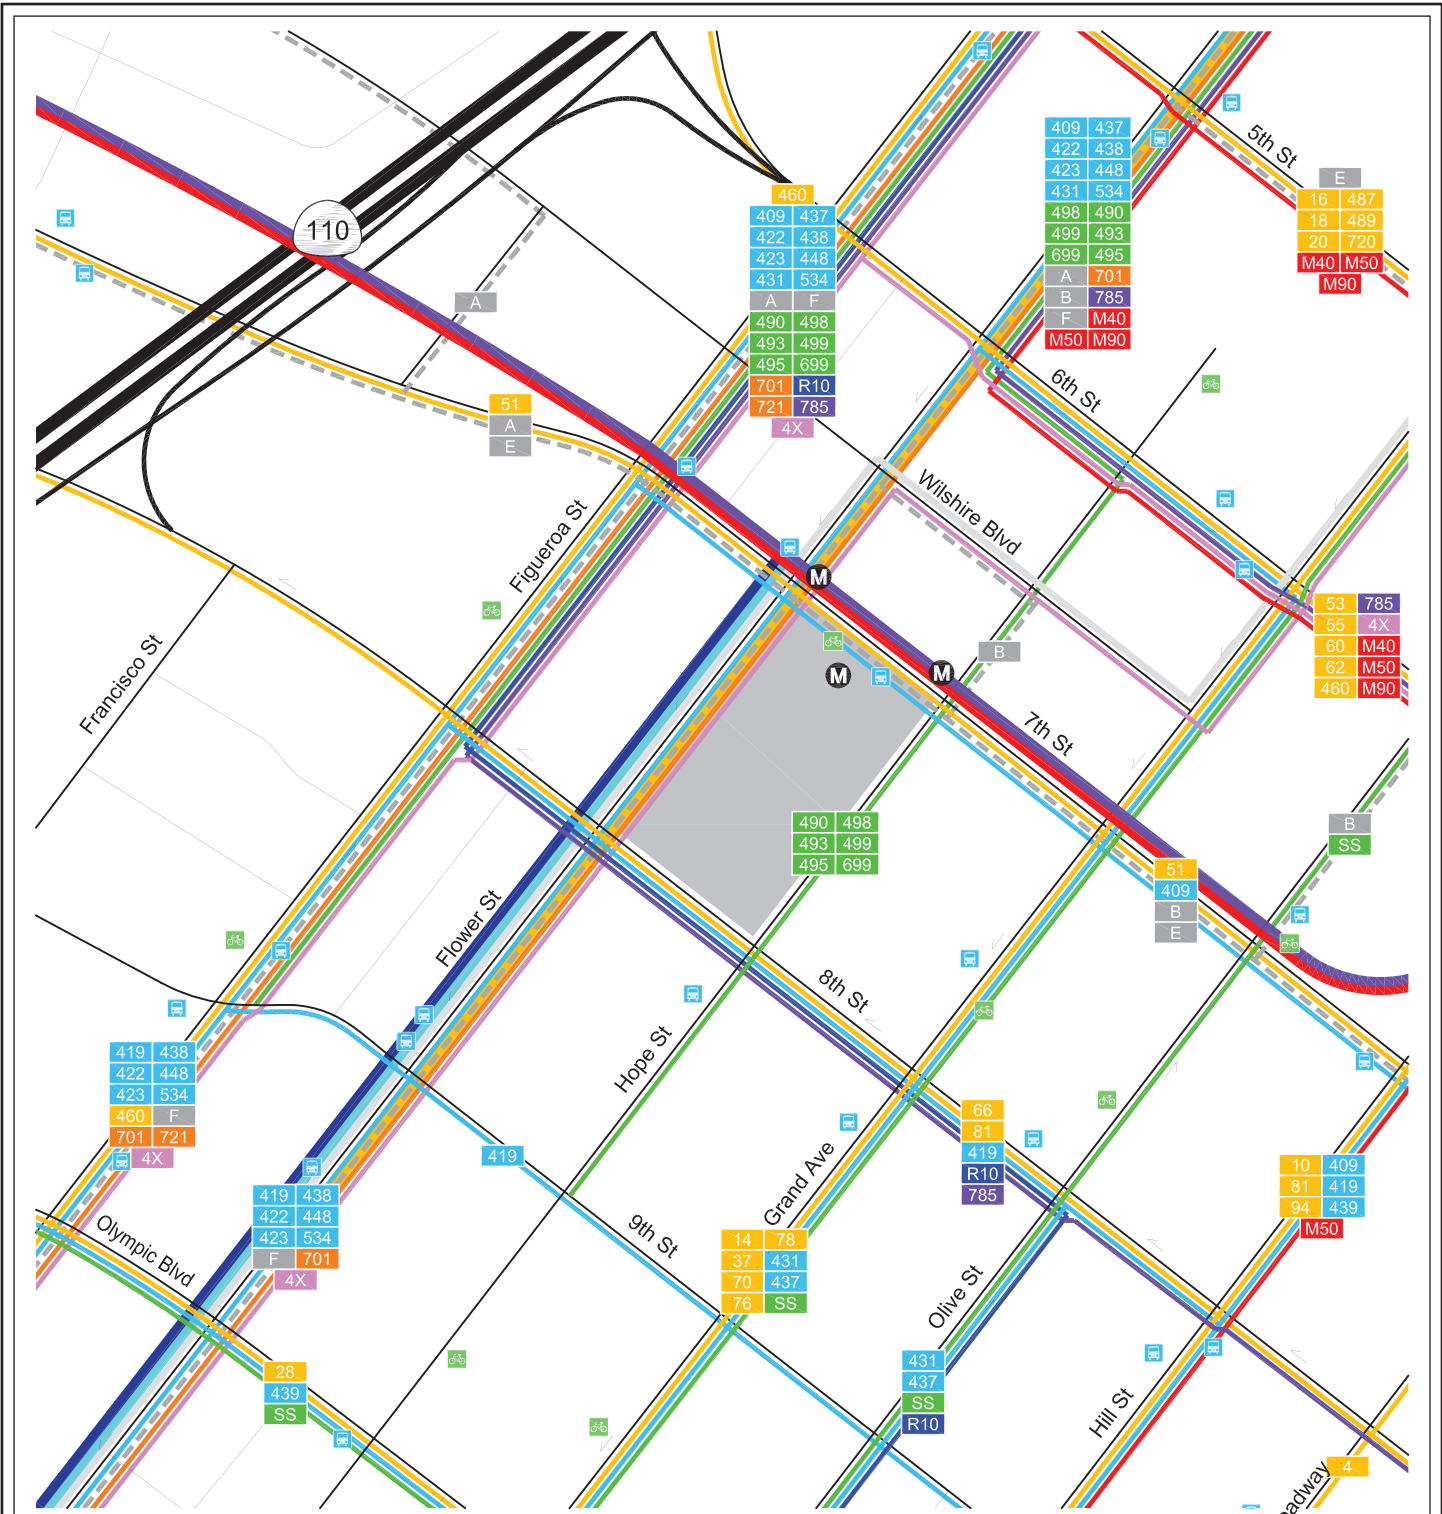 5th St
409 437
422 438
423 448
431 534
498 490
499 493
699 495
A 701
B 785
F M40
M50 M90
E
16 487
18 489
20 720
M40 M50
M90
460
409 437
422 438
423 448
431 534
A F
490 498
493 499
495 699
701 R10
721 785
4X
110
A
51
A
E
6th St
Wilshire Blvd
Figueroa St
M
53 785
55 4X
60 M40
62 M50
460 M90
Francisco St
B
M
M
7th St
490 498
493 499
495 699
B
SS
51
409
B
E
Flower St
8th St
Hope St
419 438
422 448
423 534
460 F
701 721
4X
66
81
419
R10
785
419
10 409
81 419
94 439
M50
Grand Ave
419 438
422 448
423 534
F 701
4X
Olympic Blvd
9th St
14 78
37 431
70 437
76 SS
Olive St
431
437
SS
R10
28
439
SS
Hill St
4
adway